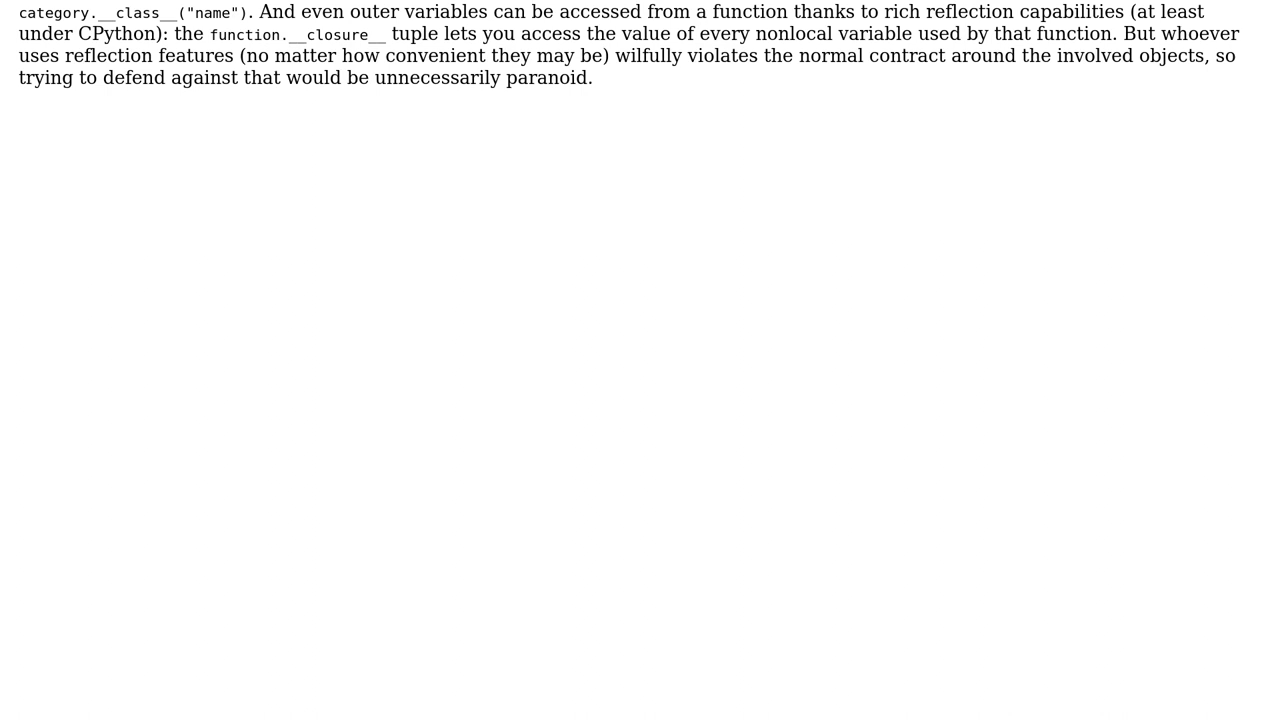 category.__class__("name"). And even outer variables can be accessed from a function thanks to rich reflection capabilities (at least
under CPython): the function.__closure__ tuple lets you access the value of every nonlocal variable used by that function. But whoever
uses reflection features (no matter how convenient they may be) wilfully violates the normal contract around the involved objects, so
trying to defend against that would be unnecessarily paranoid.